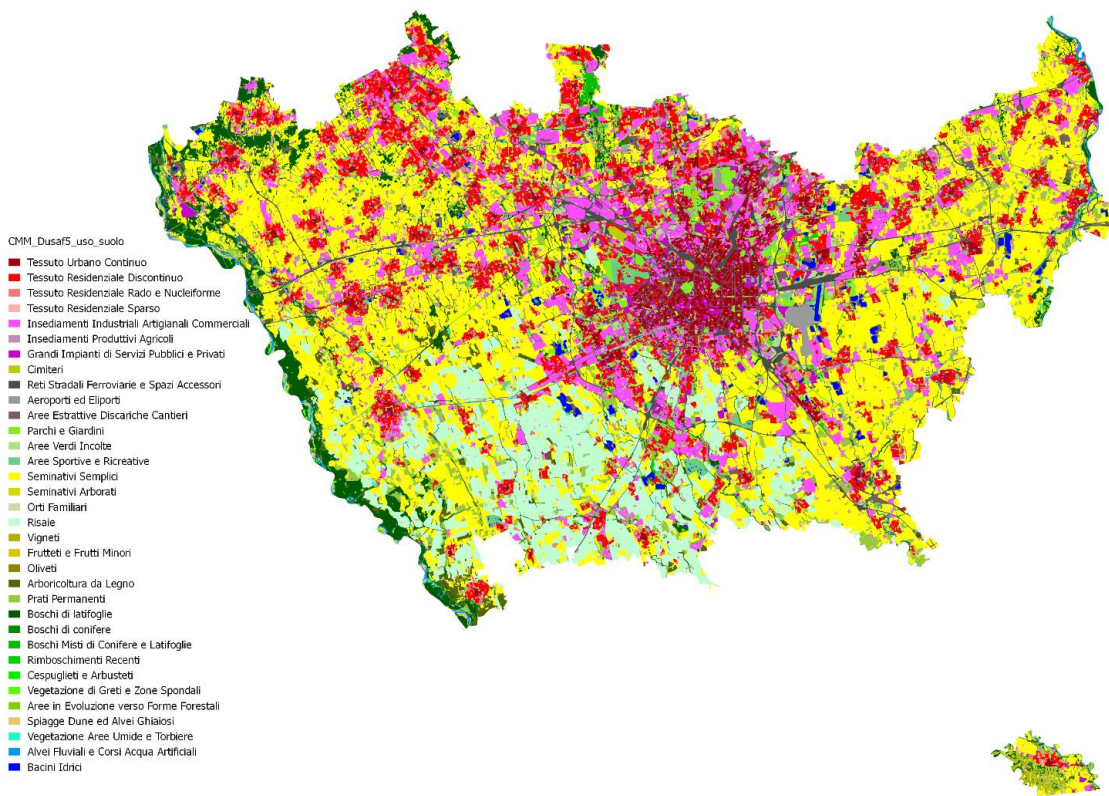 CMM_Dusaf5_uso_suolo
Tessuto Urbano Continuo
Tessuto Residenziale Discontinuo
Tessuto Residenziale Rado e Nucleiforme
Tessuto Residenziale Sparso
Insediamenti Industriali Artigianali Commerciali
Insediamenti Produttivi Agricoli
Grandi Impianti di Servizi Pubblici e Privati
Cimiteri
Reti Stradali Ferroviarie e Spazi Accessori
Aeroporti ed Eliporti
Aree Estrattive Discariche Cantieri
Parchi e Giardini
Aree Verdi Incolte
Aree Sportive e Ricreative
Seminativi Semplici
Seminativi Arborati
Orti Familiari
Risaie
Vigneti
Frutteti e Frutti Minori
Oliveti
Arboricoltura da Legno
Prati Permanenti
Boschi di latifoglie
Boschi di conifere
Boschi Misti di Conifere e Latifoglie
Rimboschimenti Recenti
Cespuglieti e Arbusteti
Vegetazione di Greti e Zone Spondali
Aree in Evoluzione verso Forme Forestali
Spiagge Dune ed Alvei Ghiaiosi
Vegetazione Aree Umide e Torbiere
Alvei Fluviali e Corsi Acqua Artificiali
Bacini Idrici